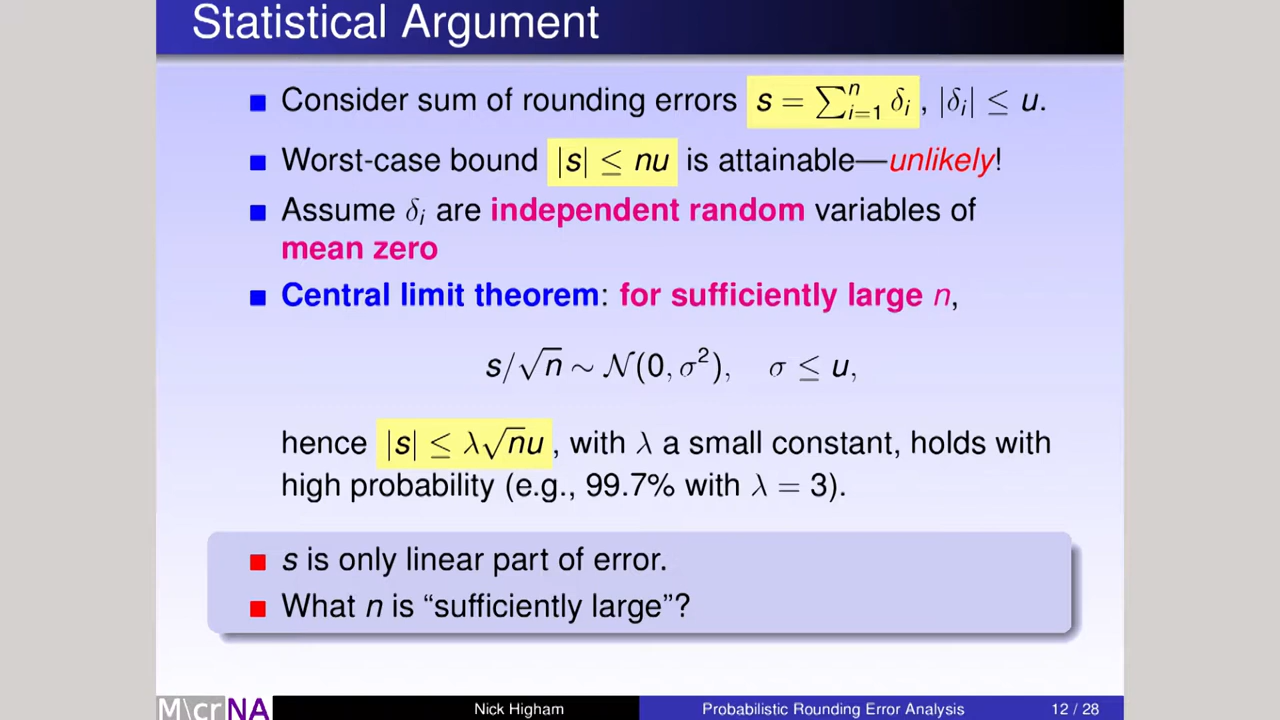 Statistical Argument
Consider sum of rounding errors s = ∑ⁿᵢ₌₁ δᵢ, |δᵢ| ≤ u.
Worst-case bound |s| ≤ nu is attainable—unlikely!
Assume δᵢ are independent random variables of
mean zero
Central limit theorem: for sufficiently large n,
s/√n ∼ 𝒩(0, σ²), σ ≤ u,
hence |s| ≤ λ√nu, with λ a small constant, holds with
high probability (e.g., 99.7% with λ = 3).
s is only linear part of error.
What n is “sufficiently large”?
M\crNA Nick Higham Probabilistic Rounding Error Analysis 12 / 28